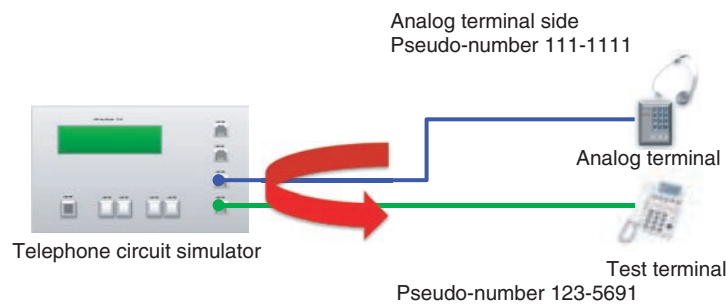 Analog terminal side
Pseudo-number 111-1111
Analog terminal
Telephone circuit simulator
Test terminal
Pseudo-number 123-5691